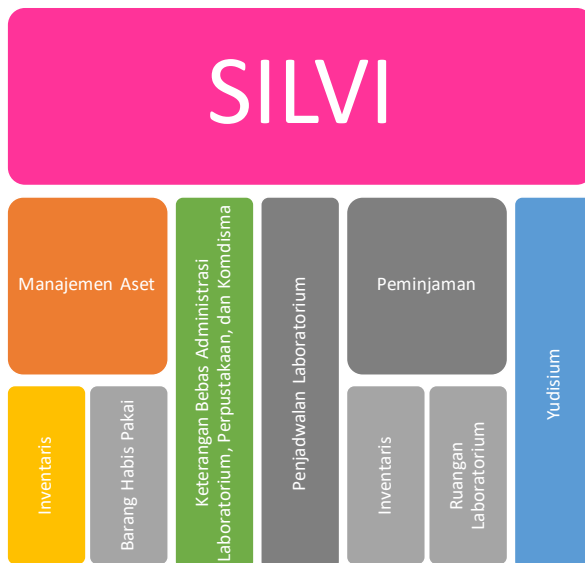 SILVI
Manajemen Aset
Inventaris
Barang Habis Pakai
Keterangan Bebas Administrasi
Laboratorium, Perpustakaan, dan Komdisma
Penjadwalan Laboratorium
Peminjaman
Inventaris
Ruangan
Laboratorium
Yudisium